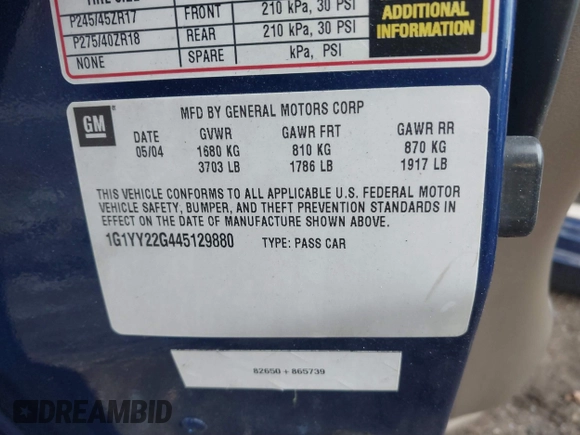 P245/45ZR17 FRONT 210 kPa, 30 PSI
P275/40ZR18 REAR 210 kPa, 30 PSI
NONE SPARE kPa, PSI
ADDITIONAL
INFORMATION
GM
MFD BY GENERAL MOTORS CORP
DATE GVWR GAWR FRT GAWR RR
05/04 1680 KG 810 KG 870 KG
3703 LB 1786 LB 1917 LB
THIS VEHICLE CONFORMS TO ALL APPLICABLE U.S. FEDERAL MOTOR
VEHICLE SAFETY, BUMPER, AND THEFT PREVENTION STANDARDS IN
EFFECT ON THE DATE OF MANUFACTURE SHOWN ABOVE.
1G1YY22G445129880 TYPE: PASS CAR
82650 + 865739
DREAMBID